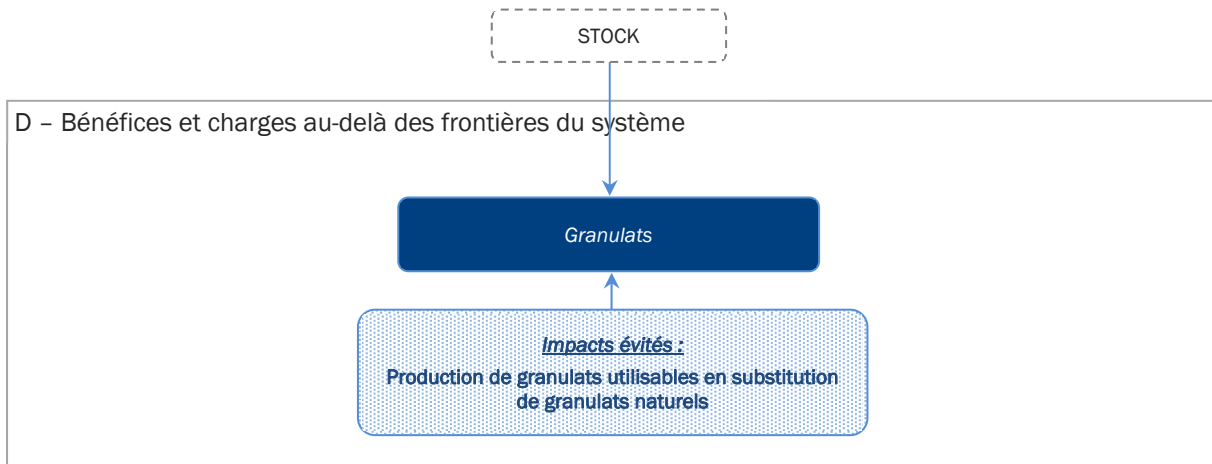 STOCK
D – Bénéfices et charges au-delà des frontières du système
Granulats
Impacts évités :
Production de granulats utilisables en substitution
de granulats naturels